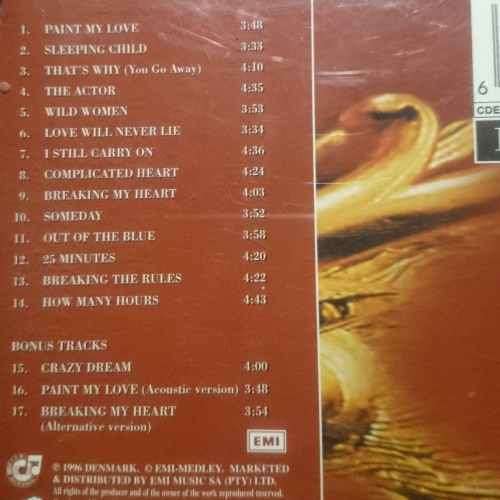 1. PAINT MY LOVE 3:48
2. SLEEPING CHILD 3:33
3. THAT'S WHY (You Go Away) 4:10
4. THE ACTOR 4:35
5. WILD WOMEN 3:53
6. LOVE WILL NEVER LIE 3:34
7. I STILL CARRY ON 4:36
8. COMPLICATED HEART 4:24
9. BREAKING MY HEART 4:03
10. SOMEDAY 3:52
11. OUT OF THE BLUE 3:58
12. 25 MINUTES 4:20
13. BREAKING THE RULES 4:22
14. HOW MANY HOURS 4:43
BONUS TRACKS
15. CRAZY DREAM 4:00
16. PAINT MY LOVE (Acoustic version) 3:48
17. BREAKING MY HEART 3:54
(Alternative version)
EMI
℗ 1996 DENMARK. © EMI-MEDLEY. MARKETED
& DISTRIBUTED BY EMI MUSIC SA (PTY) LTD.
All rights of the producer and of the owner of the work reproduced reserved.
6
CDE